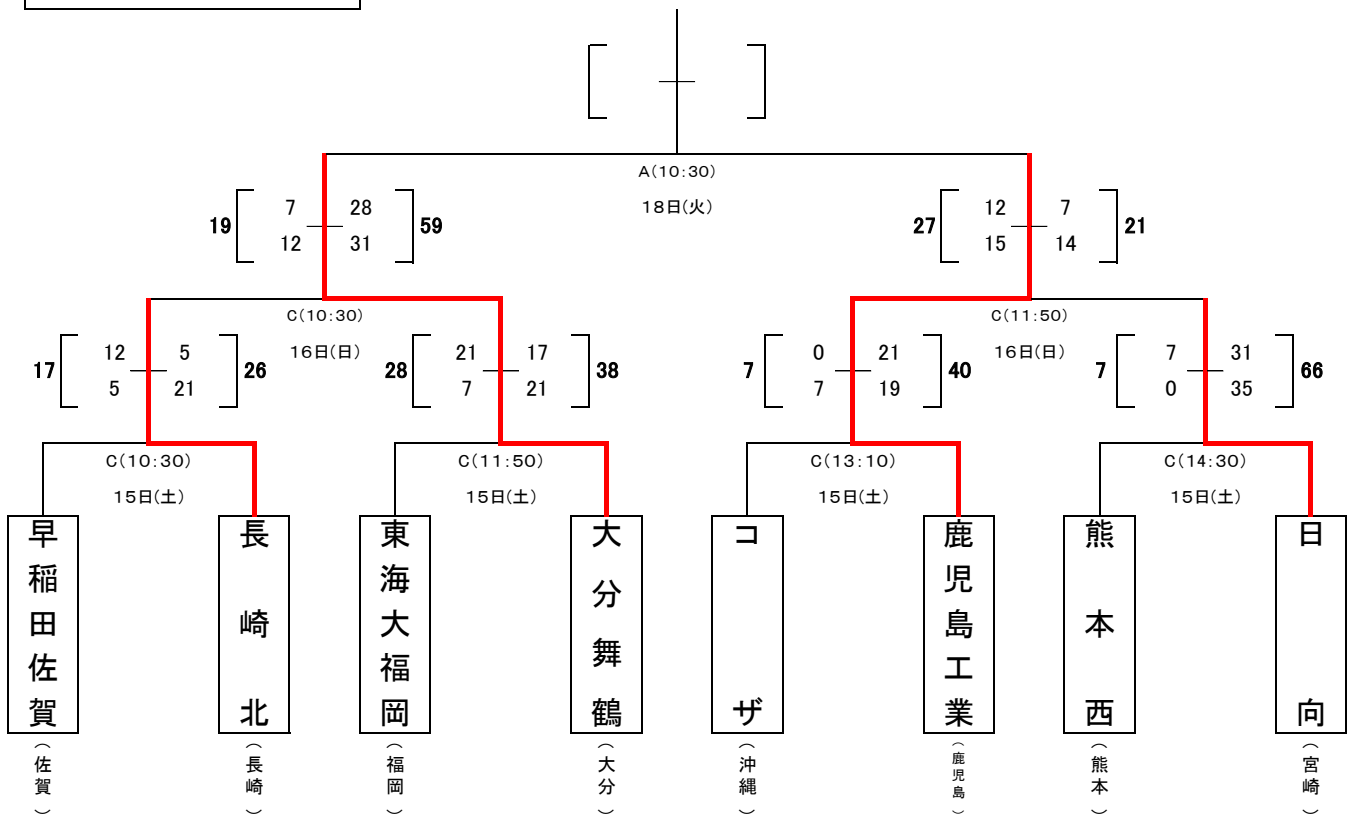 A(10:30)
18日(火)
19 7 28 59
12 31
27 12 7 21
15 14
C(10:30)
16日(日)
C(11:50)
16日(日)
17 12 5 26
5 21
28 21 17 38
7 21
7 0 21 40
7 19
7 7 31 66
0 35
C(10:30)
15日(土)
C(11:50)
15日(土)
C(13:10)
15日(土)
C(14:30)
15日(土)
早稲田佐賀
(佐賀)
長崎北
(長崎)
東海大福岡
(福岡)
大分舞鶴
(大分)
コザ
(沖縄)
鹿児島工業
(鹿児島)
熊本西
(熊本)
日向
(宮崎)